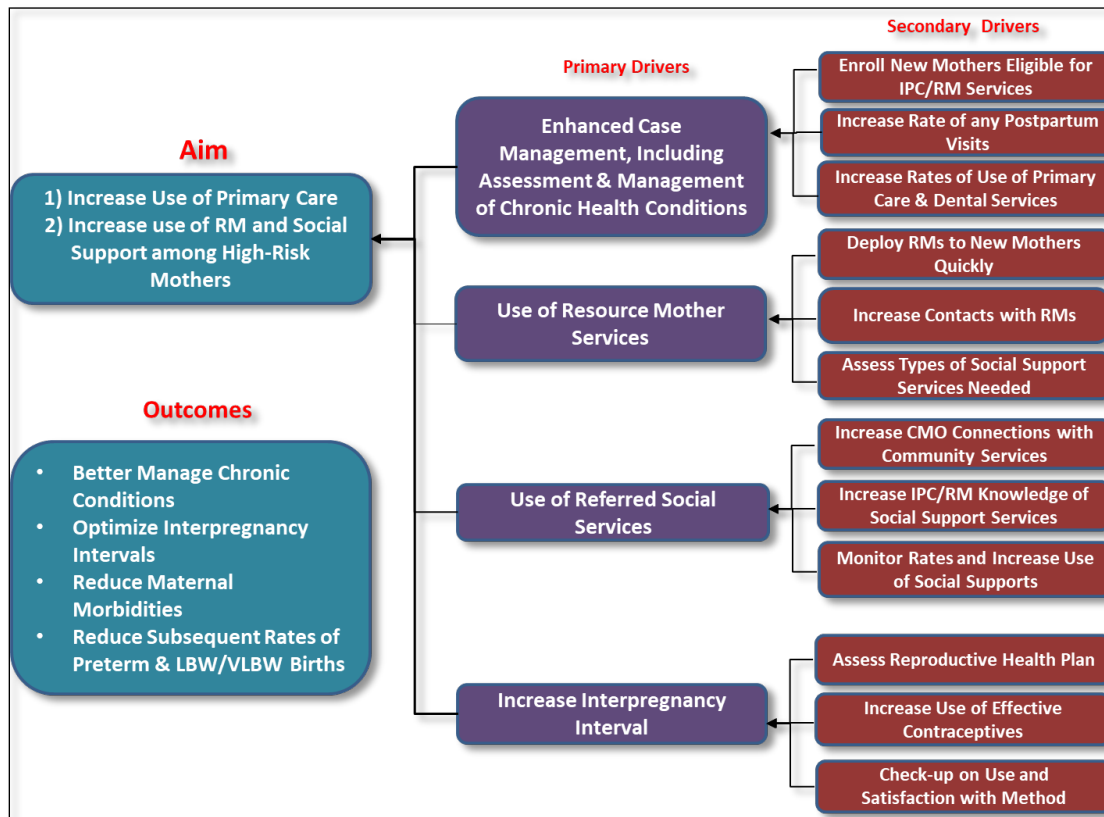 Secondary Drivers
Primary Drivers
Aim
1) Increase Use of Primary Care
2) Increase use of RM and Social
Support among High-Risk
Mothers
Outcomes
• Better Manage Chronic
Conditions
• Optimize Interpregnancy
Intervals
• Reduce Maternal
Morbidities
• Reduce Subsequent Rates of
Preterm & LBW/VLBW Births
Enhanced Case
Management, Including
Assessment & Management
of Chronic Health Conditions
Enroll New Mothers Eligible for
IPC/RM Services
Increase Rate of any Postpartum
Visits
Increase Rates of Use of Primary
Care & Dental Services
Use of Resource Mother
Services
Deploy RMs to New Mothers
Quickly
Increase Contacts with RMs
Assess Types of Social Support
Services Needed
Use of Referred Social
Services
Increase CMO Connections with
Community Services
Increase IPC/RM Knowledge of
Social Support Services
Monitor Rates and Increase Use
of Social Supports
Increase Interpregnancy
Interval
Assess Reproductive Health Plan
Increase Use of Effective
Contraceptives
Check-up on Use and
Satisfaction with Method